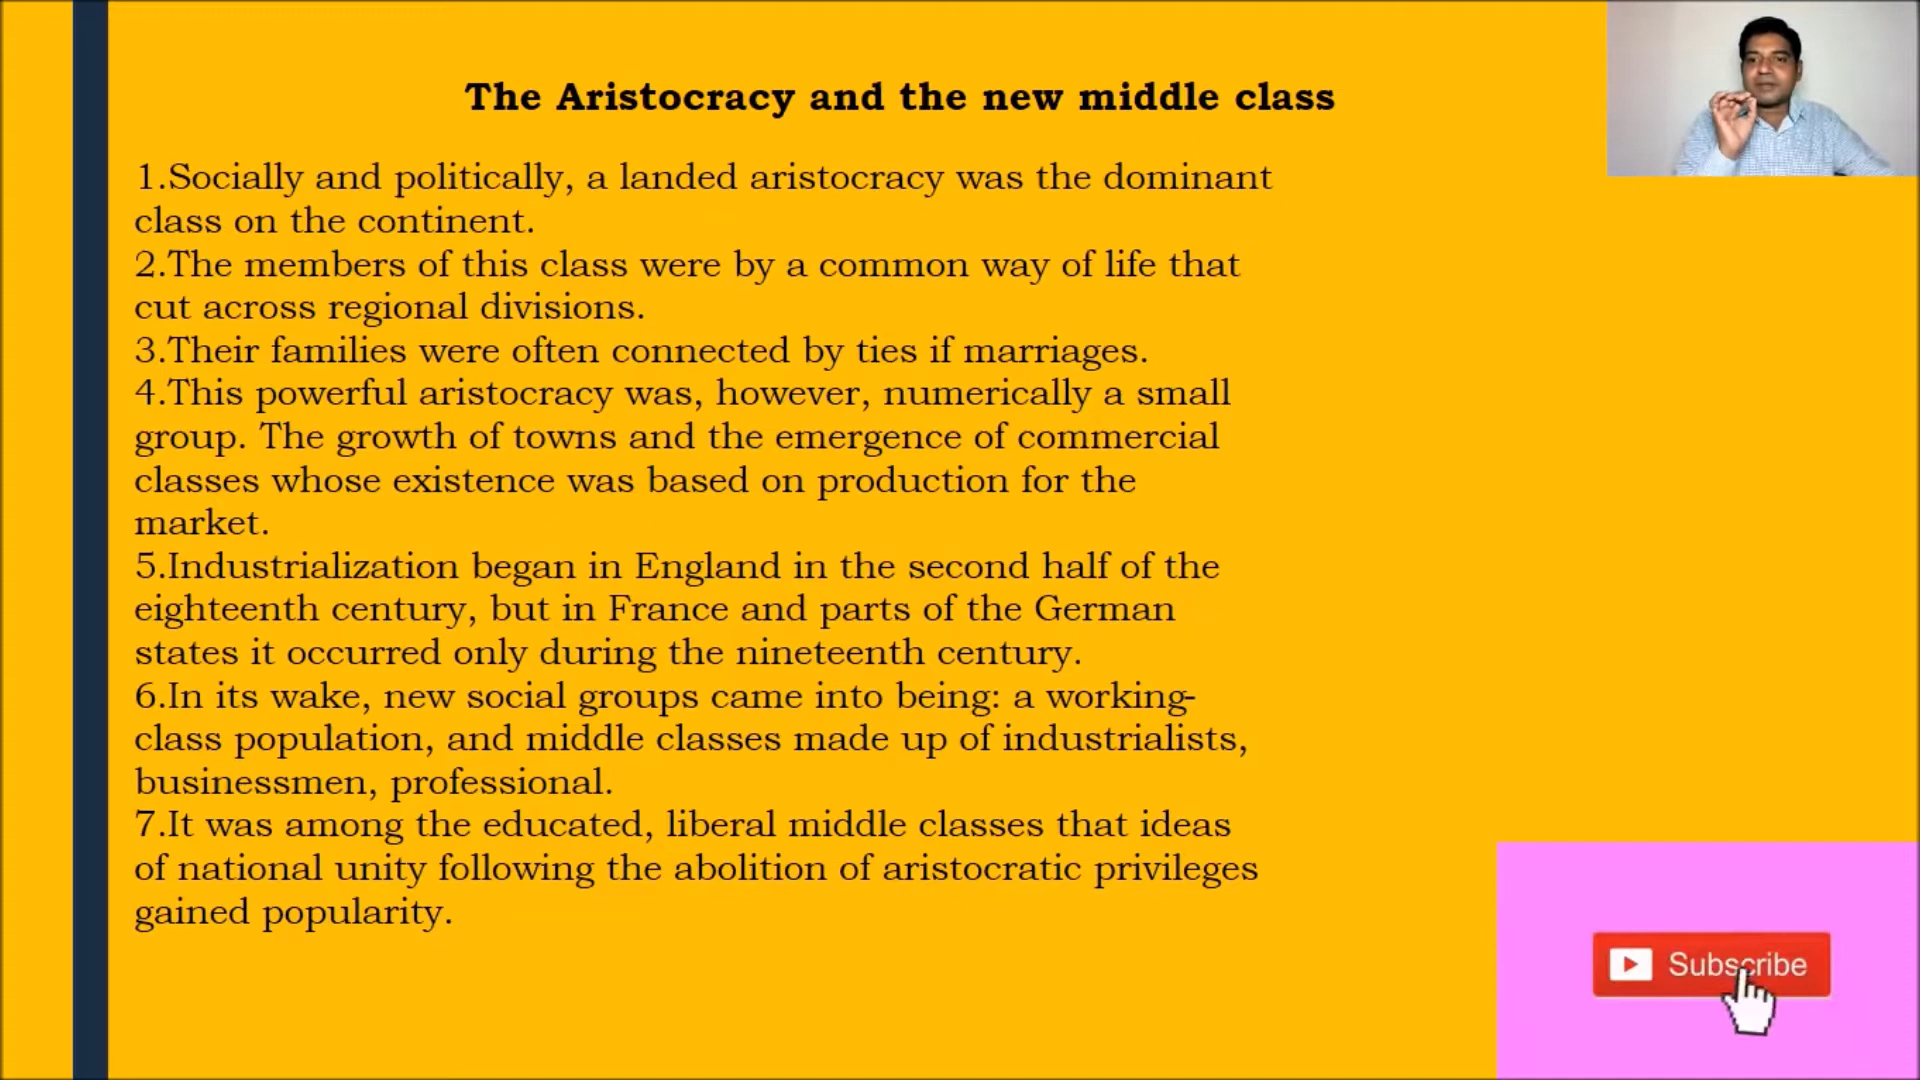 The Aristocracy and the new middle class
1.Socially and politically, a landed aristocracy was the dominant
class on the continent.
2.The members of this class were by a common way of life that
cut across regional divisions.
3.Their families were often connected by ties if marriages.
4.This powerful aristocracy was, however, numerically a small
group. The growth of towns and the emergence of commercial
classes whose existence was based on production for the
market.
5.Industrialization began in England in the second half of the
eighteenth century, but in France and parts of the German
states it occurred only during the nineteenth century.
6.In its wake, new social groups came into being: a working-
class population, and middle classes made up of industrialists,
businessmen, professional.
7.It was among the educated, liberal middle classes that ideas
of national unity following the abolition of aristocratic privileges
gained popularity.
Subscribe